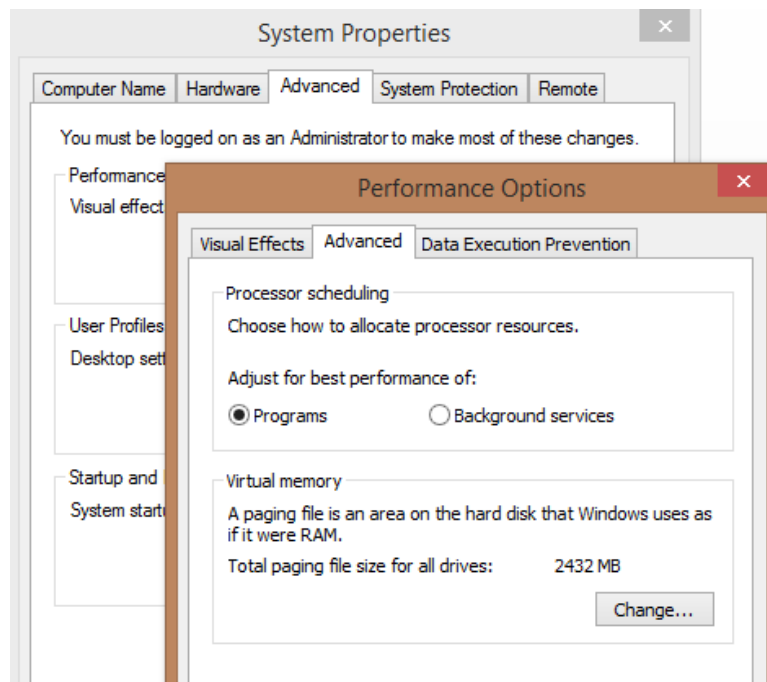 System Properties
Computer Name Hardware Advanced System Protection Remote
You must be logged on as an Administrator to make most of these changes.
Performance
Visual effect
User Profiles
Desktop sett
Startup and
System startu
Performance Options
Visual Effects Advanced Data Execution Prevention
Processor scheduling
Choose how to allocate processor resources.
Adjust for best performance of:
Programs Background services
Virtual memory
A paging file is an area on the hard disk that Windows uses as
if it were RAM.
Total paging file size for all drives: 2432 MB
Change...